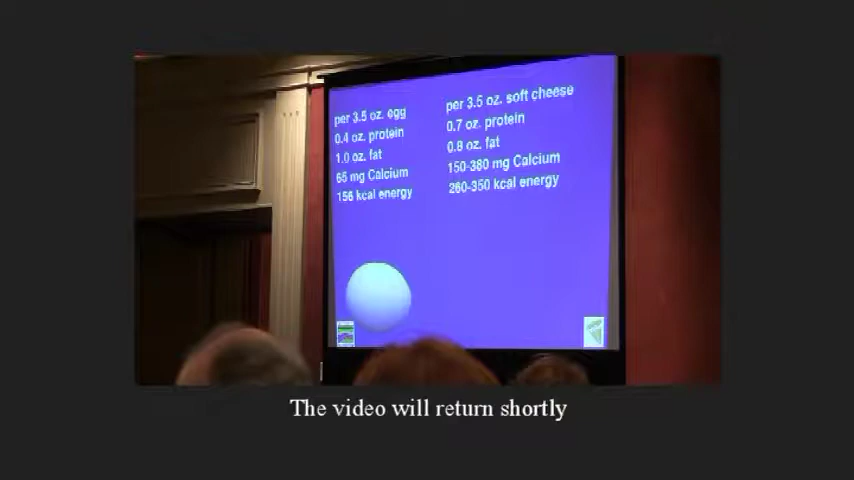 per 3.5 oz. egg
0.4 oz. protein
1.0 oz. fat
65 mg Calcium
156 kcal energy
per 3.5 oz. soft cheese
0.7 oz. protein
0.8 oz. fat
150-380 mg Calcium
260-350 kcal energy
The video will return shortly